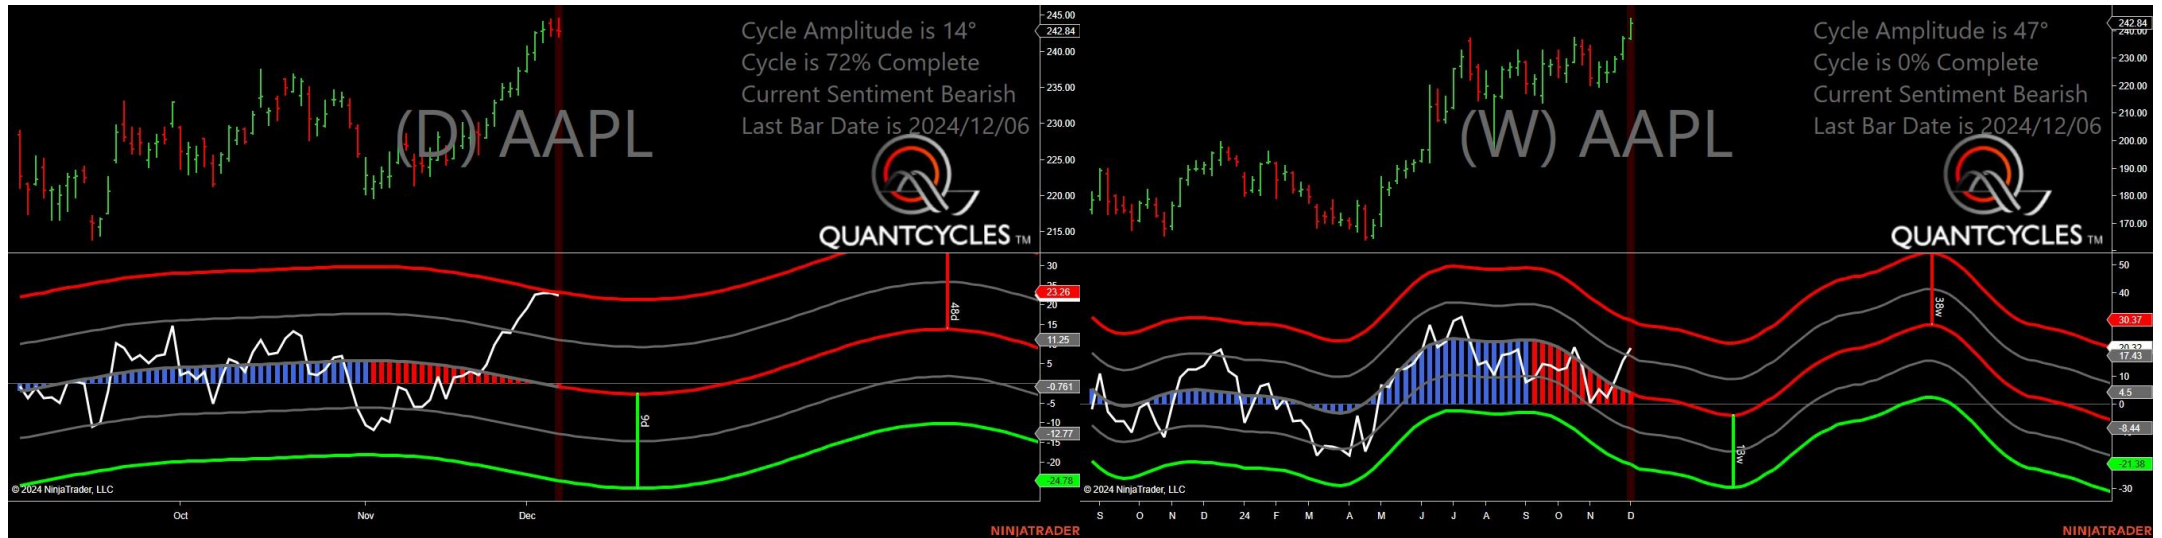 (D) AAPL
Cycle Amplitude is 14°
Cycle is 72% Complete
Current Sentiment Bearish
Last Bar Date is 2024/12/06
QUANTCYCLES TM
245.00
242.84
240.00
235.00
230.00
225.00
220.00
215.00
30
23.26
20
15
11.25
5
-0.761
-5
-10
-12.77
-15
-20
-24.78
48d
9d
© 2024 NinjaTrader, LLC
Oct Nov Dec
NINJATRADER
(W) AAPL
Cycle Amplitude is 47°
Cycle is 0% Complete
Current Sentiment Bearish
Last Bar Date is 2024/12/06
QUANTCYCLES TM
242.84
240.00
230.00
220.00
210.00
200.00
190.00
180.00
170.00
50
40
30.37
20.32
17.43
10
4.5
0
-8.44
-21.38
-30
38w
13w
© 2024 NinjaTrader, LLC
S O N D 24 F M A M J J A S O N D
NINJATRADER